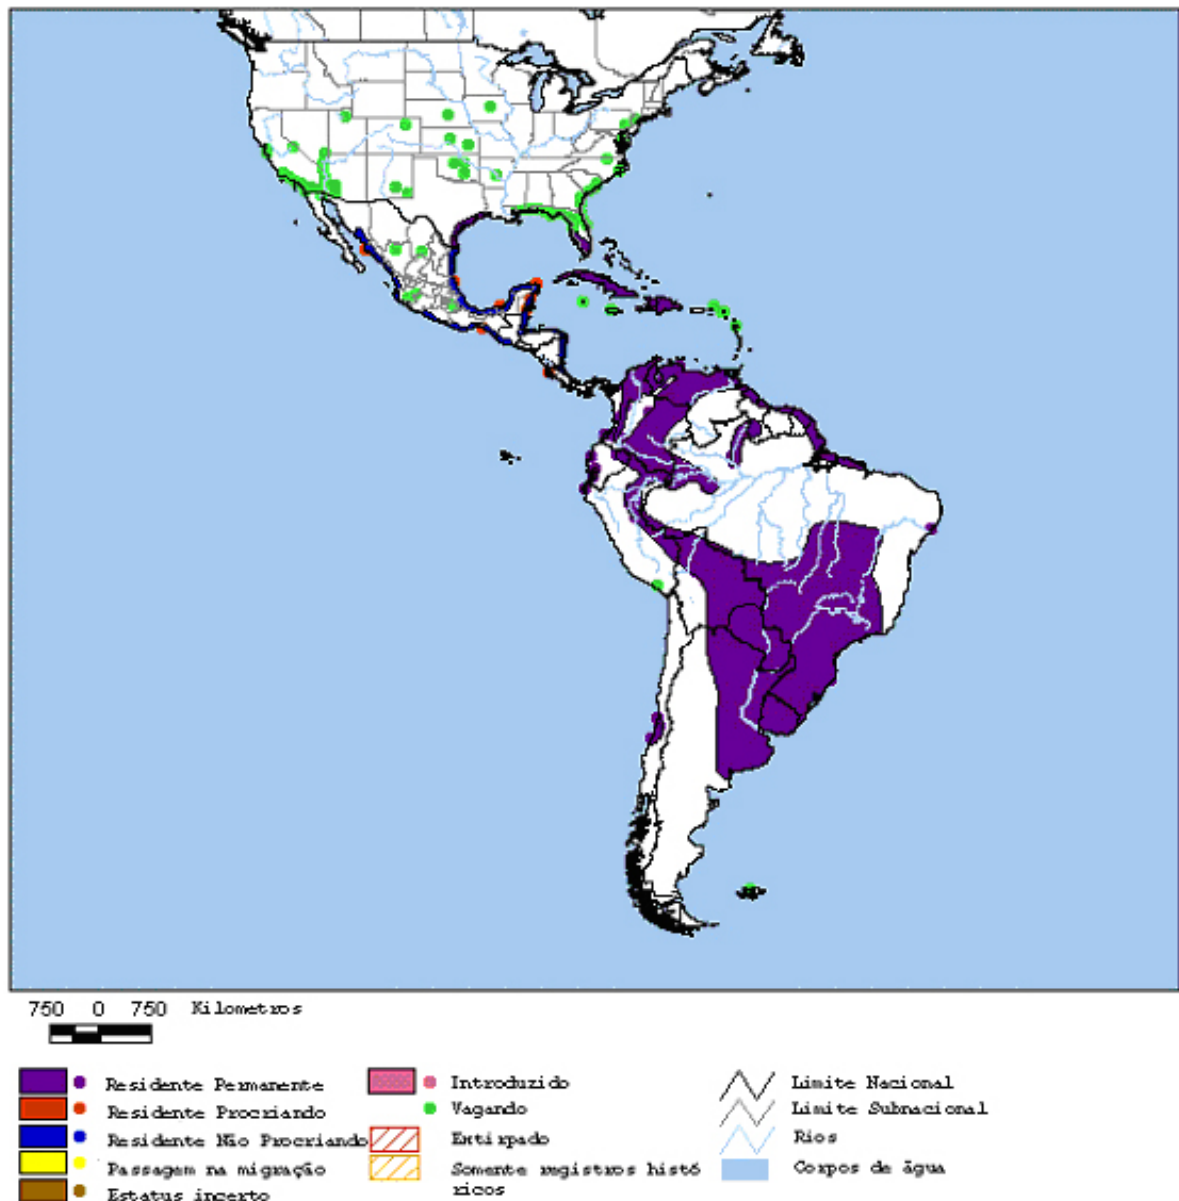 750 0 750 Kilometros
Residente Permanente
Residente Procriando
Residente Não Procriando
Passagem na migração
Estatus incerto
Introduzido
Vagando
Extirpado
Somente registros histó
ricos
Limite Nacional
Limite Subnacional
Rios
Corpos de água